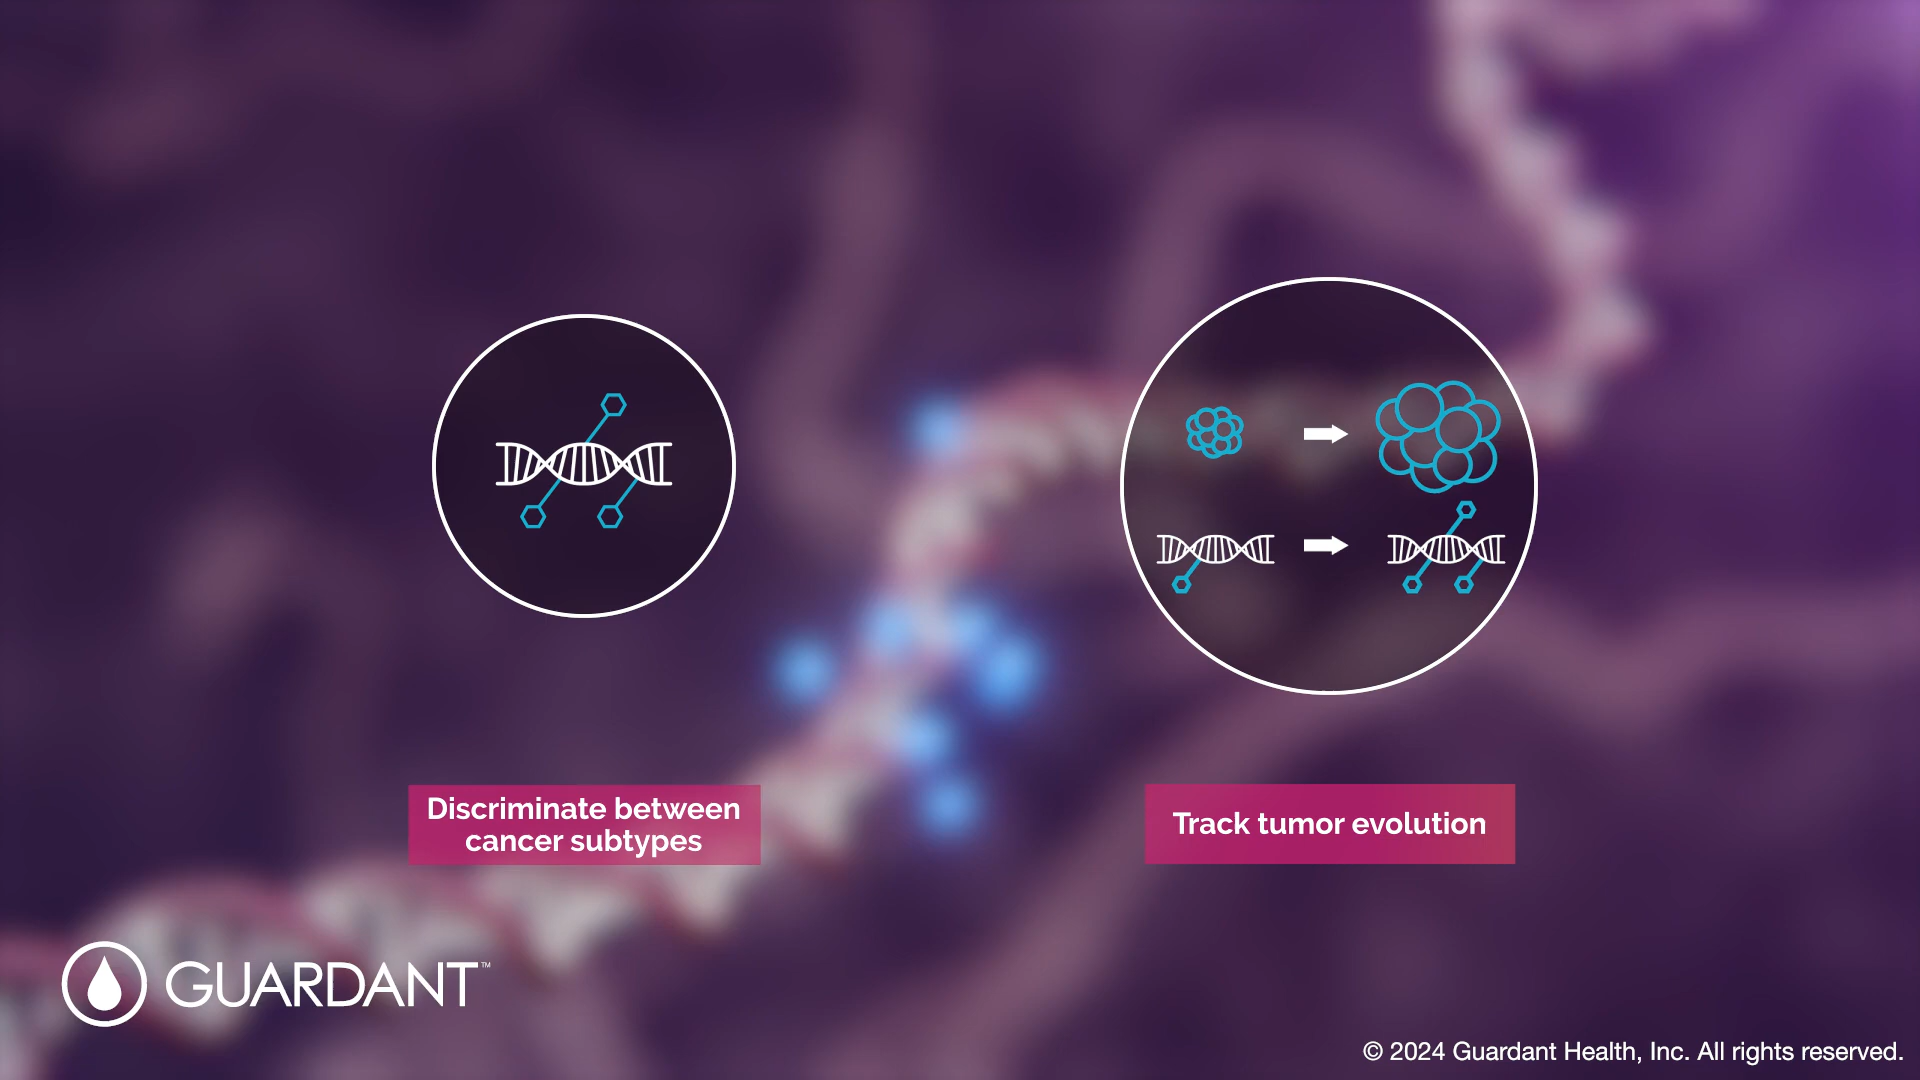 Discriminate between
cancer subtypes
Track tumor evolution
GUARDANT™
© 2024 Guardant Health, Inc. All rights reserved.